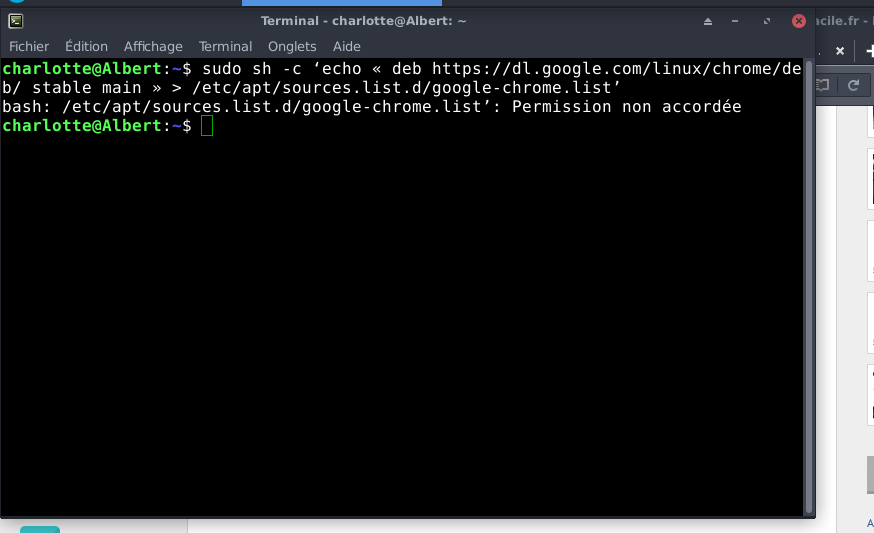 Terminal - charlotte@Albert: ~
acile.fr -
Fichier Édition Affichage Terminal Onglets Aide
charlotte@Albert:~$ sudo sh -c ‘echo « deb https://dl.google.com/linux/chrome/de
b/ stable main » > /etc/apt/sources.list.d/google-chrome.list’
bash: /etc/apt/sources.list.d/google-chrome.list’: Permission non accordée
charlotte@Albert:~$
A